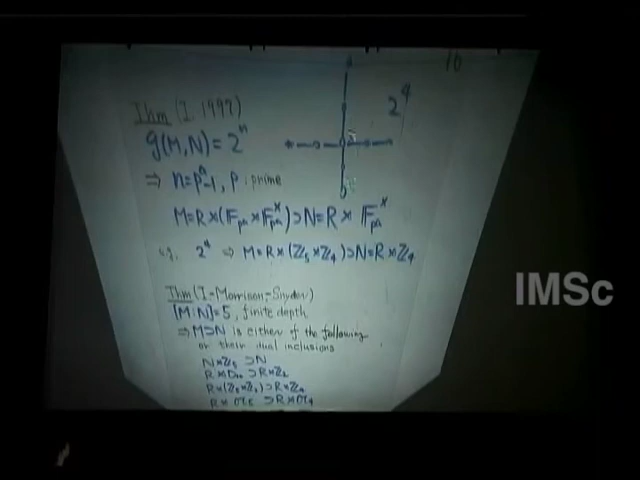 10
Thm (I. 1997)
2^4
g(M,N)=2^n
⇒ n=p^k-1, p: prime
M=R⋊(F_{p^k}⋊F_{p^k}^×)⊃N=R⋊F_{p^k}^×
e.g. 2^4 ⇒ M=R⋊(Z_5⋊Z_4)⊃N=R⋊Z_4
IMSc
Thm (I-Morrison-Snyder)
[M:N]=5, finite depth
⇒ M⊃N is either of the following
or their dual inclusions
N⋊Z_5 ⊃N
R⋊D_10 ⊃R⋊Z_2
R⋊(Z_5⋊Z_4)⊃R⋊Z_4
R⋊ ⊃R⋊